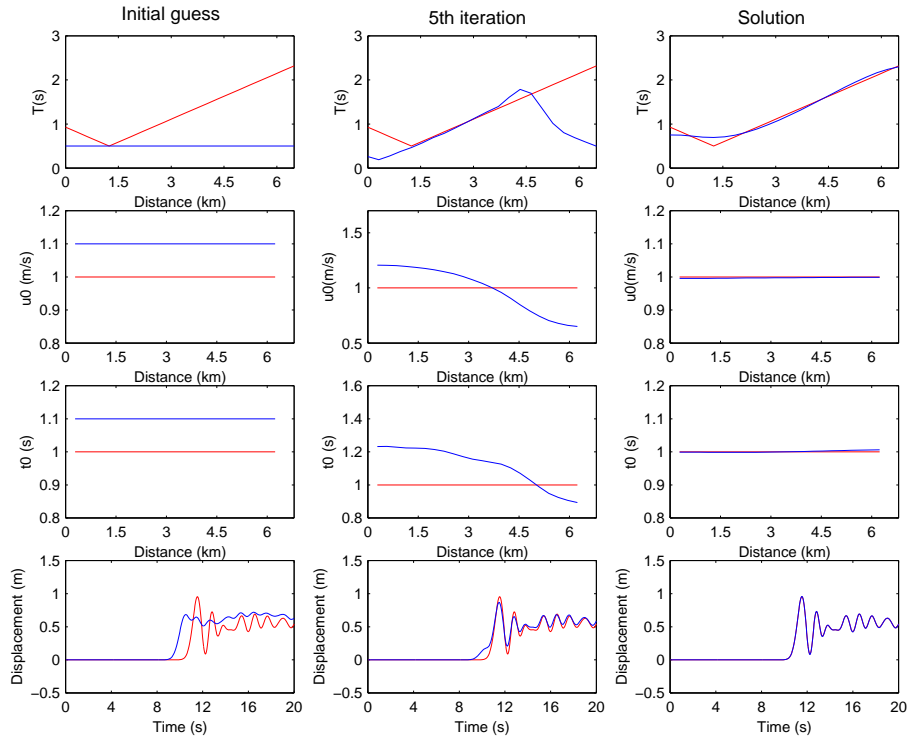 Initial guess
5th iteration
Solution
3
2
1
0
T(s)
0 1.5 3 4.5 6
Distance (km)
3
2
1
0
T(s)
0 1.5 3 4.5 6
Distance (km)
3
2
1
0
T(s)
0 1.5 3 4.5 6
Distance (km)
1.2
1.1
1
0.9
0.8
u0 (m/s)
0 1.5 3 4.5 6
Distance (km)
1.5
1
0.5
u0(m/s)
0 1.5 3 4.5 6
Distance (km)
1.2
1.1
1
0.9
0.8
u0(m/s)
0 1.5 3 4.5 6
Distance (km)
1.2
1.1
1
0.9
0.8
t0 (s)
0 1.5 3 4.5 6
Distance (km)
1.6
1.4
1.2
1
0.8
t0 (s)
0 1.5 3 4.5 6
Distance (km)
1.2
1.1
1
0.9
0.8
t0 (s)
0 1.5 3 4.5 6
Distance (km)
1.5
1
0.5
0
−0.5
Displacement (m)
0 4 8 12 16 20
Time (s)
1.5
1
0.5
0
−0.5
Displacement (m)
0 4 8 12 16 20
Time (s)
1.5
1
0.5
0
−0.5
Displacement (m)
0 4 8 12 16 20
Time (s)